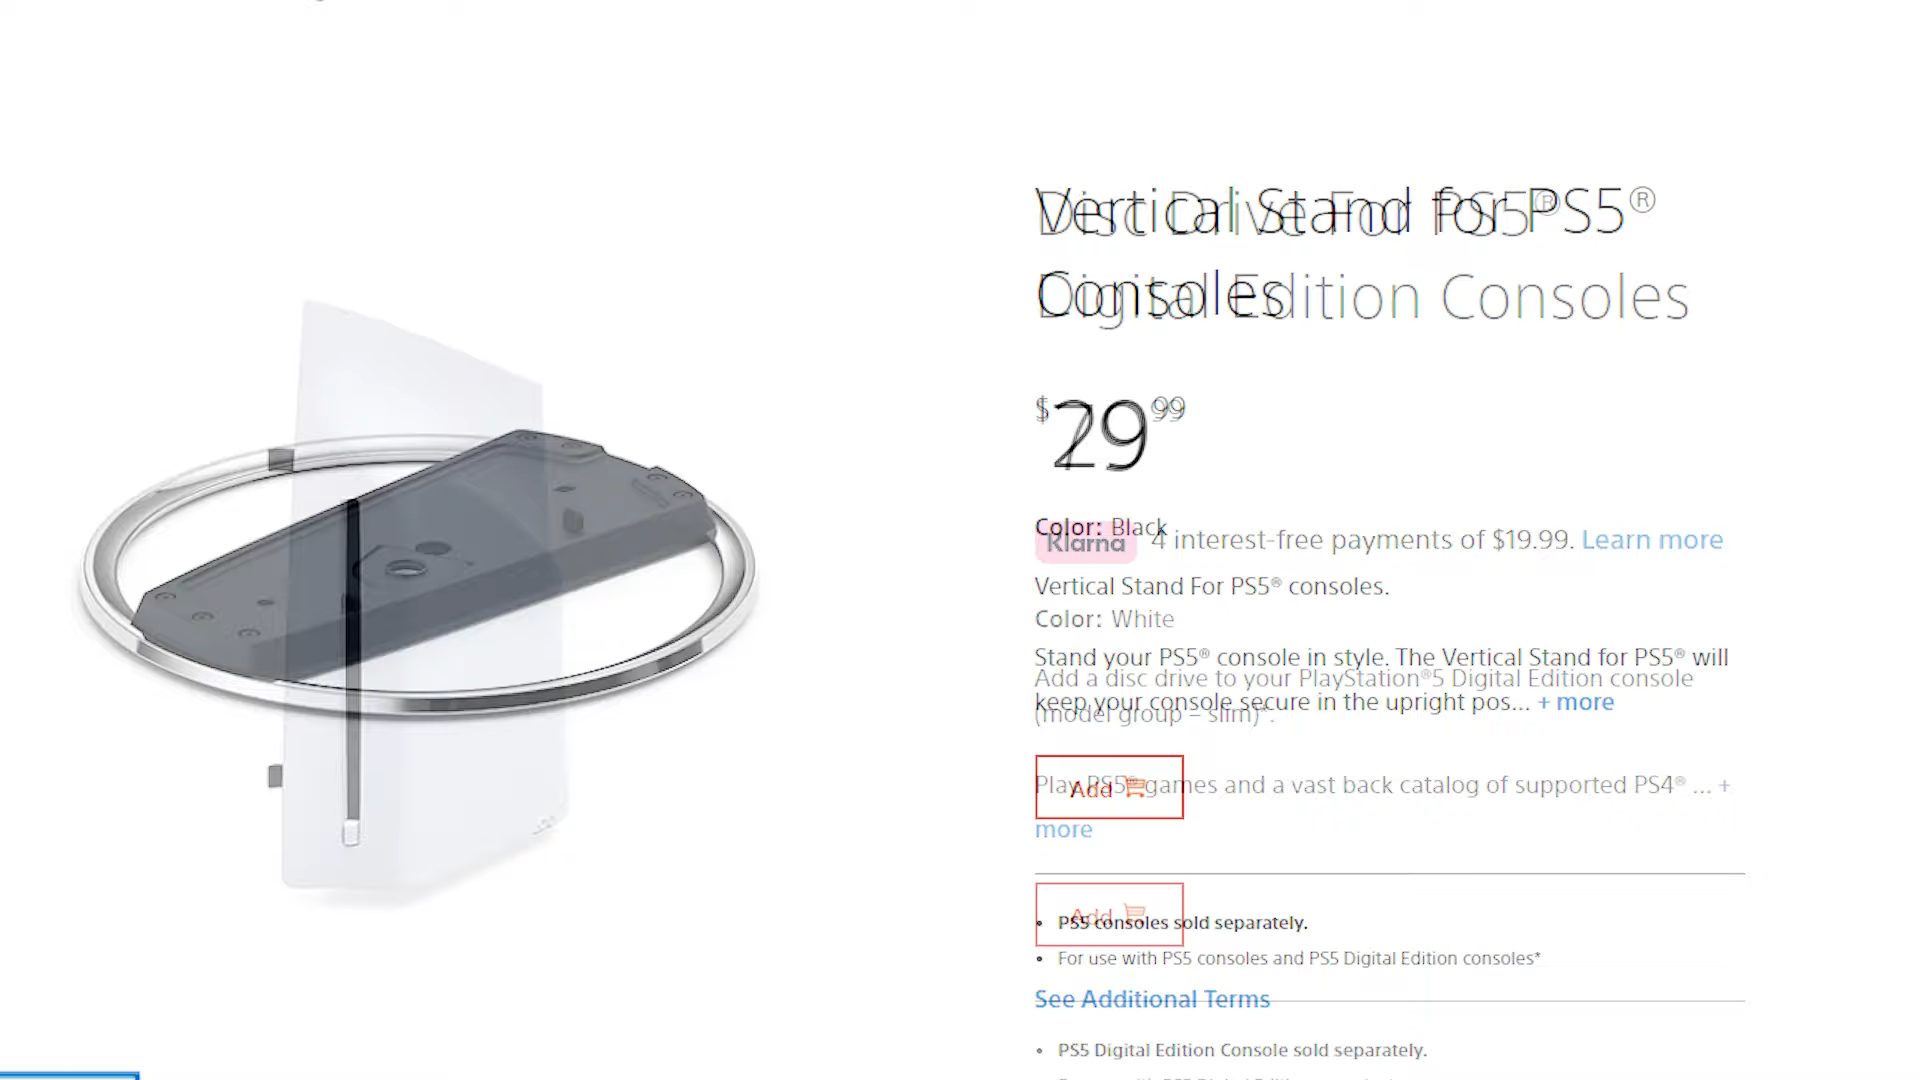 Vertical Stand for PS5®
Consoles
Disc Drive For PS5®
Digital Edition Consoles
$ 99
Color: Black
Klarna 4 interest-free payments of $19.99. Learn more
Vertical Stand For PS5® consoles.
Color: White
Stand your PS5® console in style. The Vertical Stand for PS5® will
keep your console secure in the upright pos... + more
Add a disc drive to your PlayStation®5 Digital Edition console
(model group – slim)*.
Add
Play PS5® games and a vast back catalog of supported PS4® ... +
more
Add
• PS5 consoles sold separately.
• For use with PS5 consoles and PS5 Digital Edition consoles*
See Additional Terms
• PS5 Digital Edition Console sold separately.